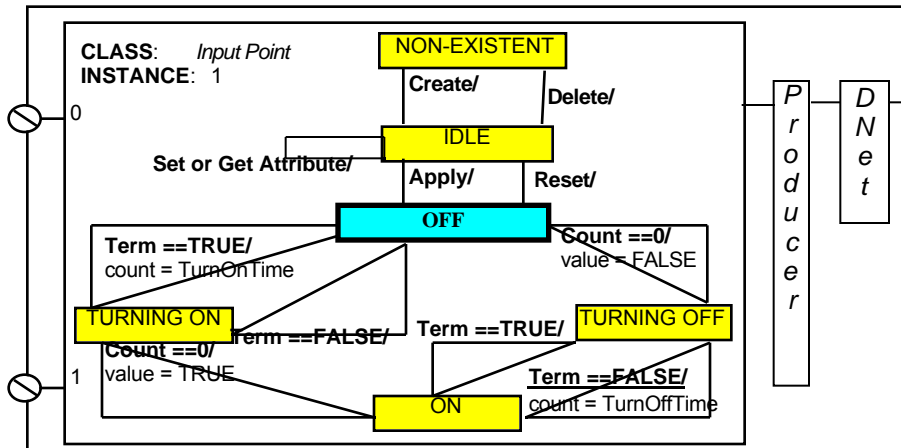 CLASS: Input Point
INSTANCE: 1
NON-EXISTENT
Create/
Delete/
0
IDLE
Set or Get Attribute/
Apply/
Reset/
OFF
Term ==TRUE/
count = TurnOnTime
Count ==0/
value = FALSE
TURNING ON
TURNING OFF
Term ==FALSE/
Term ==TRUE/
Count ==0/
value = TRUE
1
Term ==FALSE/
count = TurnOffTime
ON
Producer
DNet